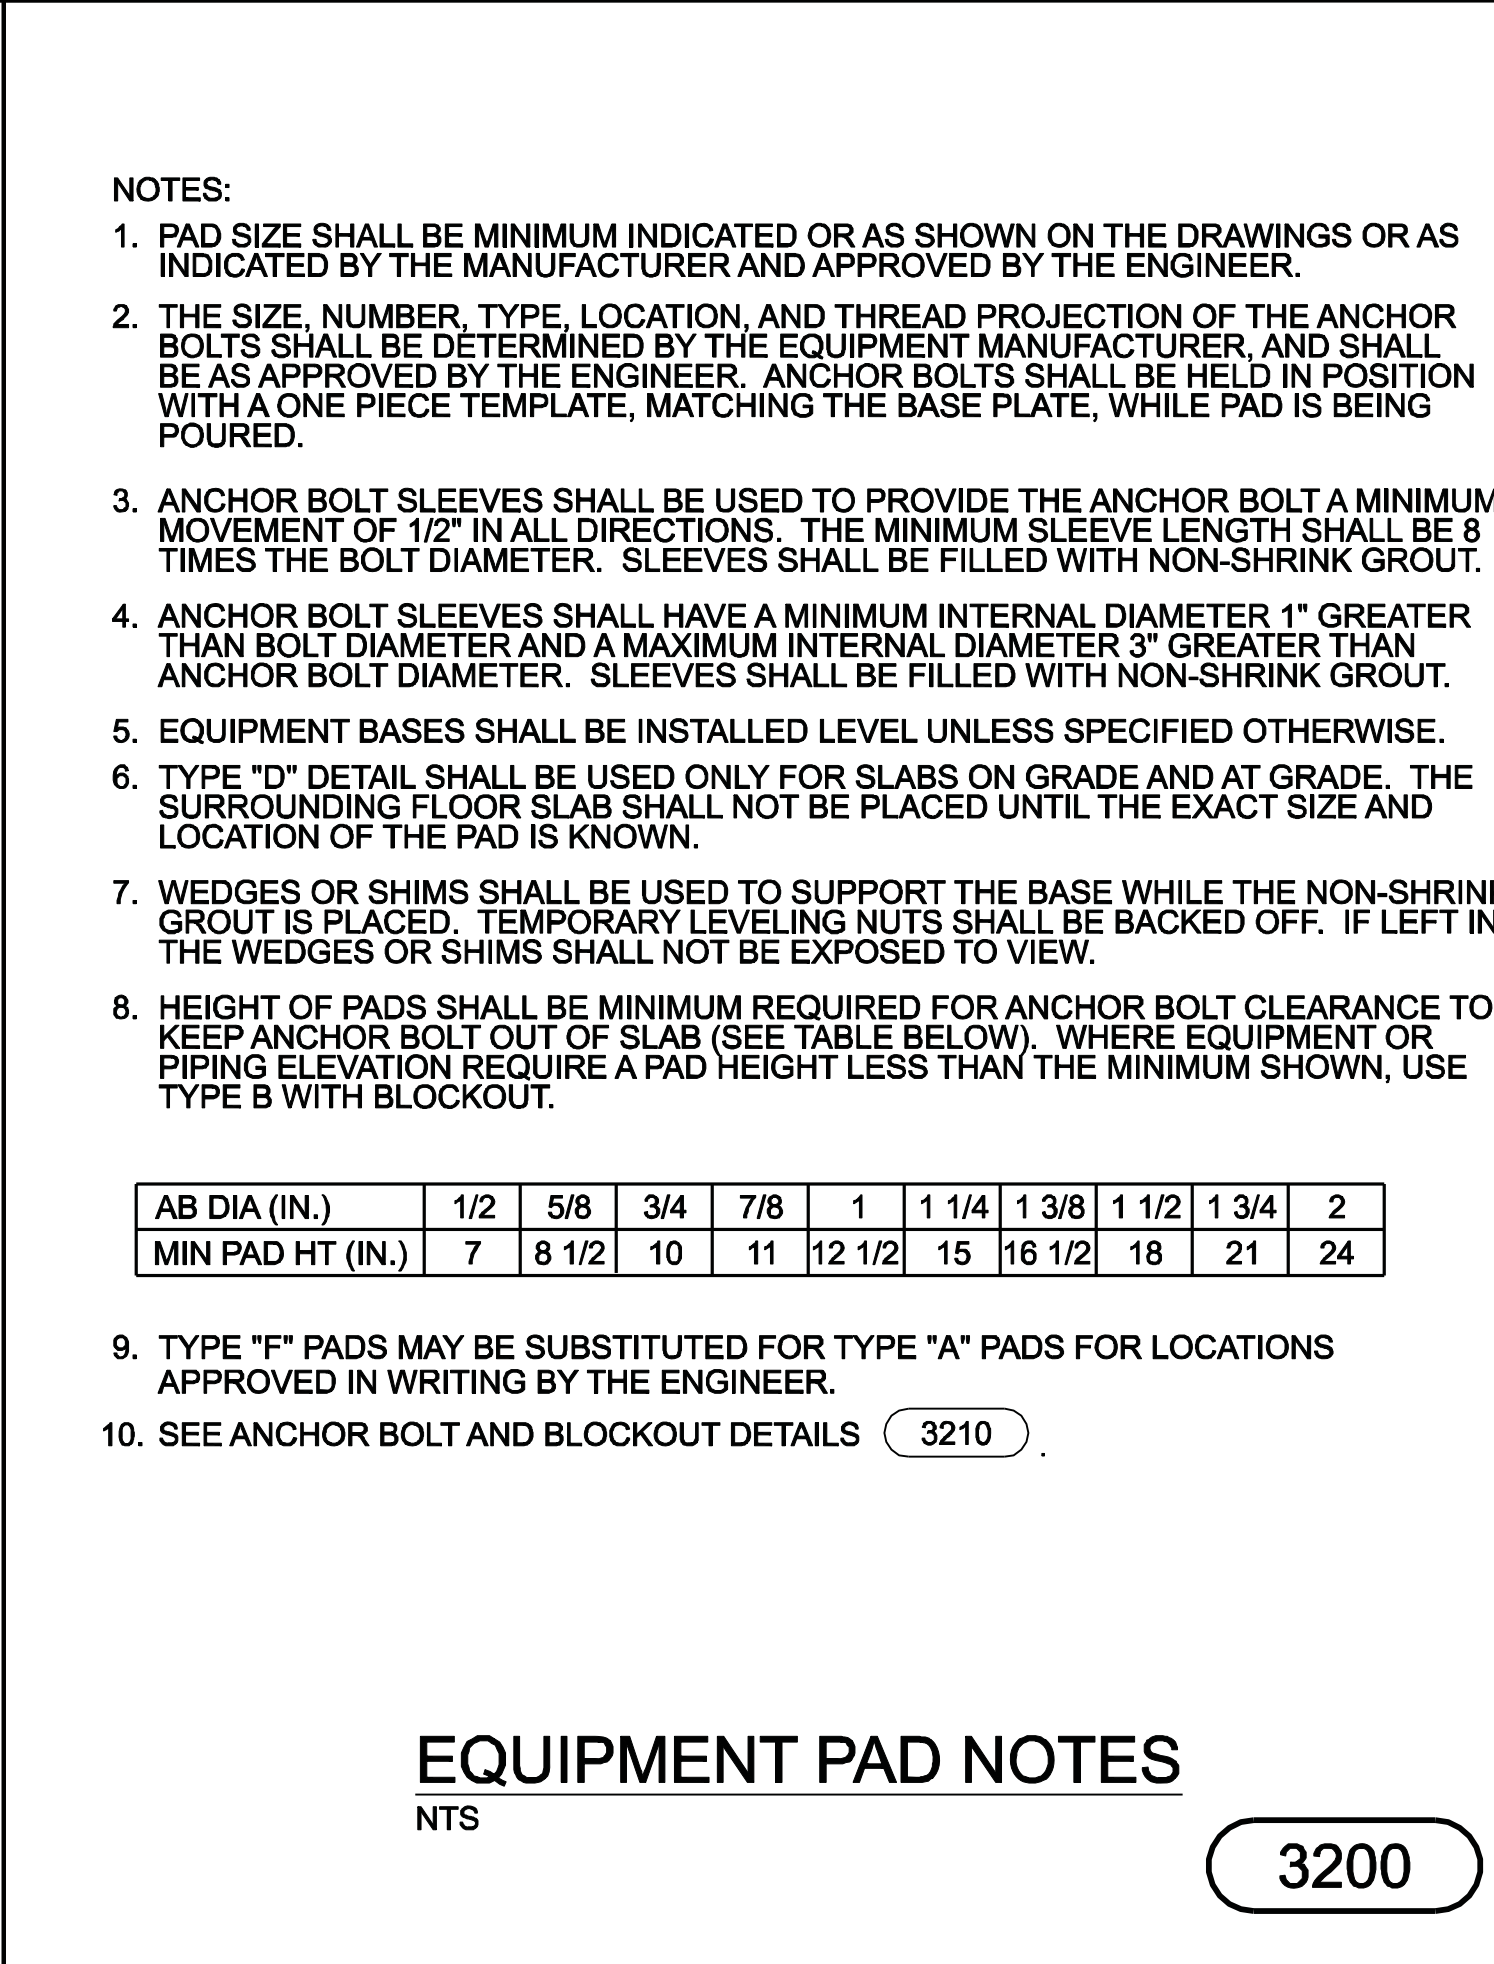 NOTES:
1. PAD SIZE SHALL BE MINIMUM INDICATED OR AS SHOWN ON THE DRAWINGS OR AS
INDICATED BY THE MANUFACTURER AND APPROVED BY THE ENGINEER.
2. THE SIZE, NUMBER, TYPE, LOCATION, AND THREAD PROJECTION OF THE ANCHOR
BOLTS SHALL BE DETERMINED BY THE EQUIPMENT MANUFACTURER, AND SHALL
BE AS APPROVED BY THE ENGINEER. ANCHOR BOLTS SHALL BE HELD IN POSITION
WITH A ONE PIECE TEMPLATE, MATCHING THE BASE PLATE, WHILE PAD IS BEING
POURED.
3. ANCHOR BOLT SLEEVES SHALL BE USED TO PROVIDE THE ANCHOR BOLT A MINIMUM
MOVEMENT OF 1/2" IN ALL DIRECTIONS. THE MINIMUM SLEEVE LENGTH SHALL BE 8
TIMES THE BOLT DIAMETER. SLEEVES SHALL BE FILLED WITH NON-SHRINK GROUT.
4. ANCHOR BOLT SLEEVES SHALL HAVE A MINIMUM INTERNAL DIAMETER 1" GREATER
THAN BOLT DIAMETER AND A MAXIMUM INTERNAL DIAMETER 3" GREATER THAN
ANCHOR BOLT DIAMETER. SLEEVES SHALL BE FILLED WITH NON-SHRINK GROUT.
5. EQUIPMENT BASES SHALL BE INSTALLED LEVEL UNLESS SPECIFIED OTHERWISE.
6. TYPE "D" DETAIL SHALL BE USED ONLY FOR SLABS ON GRADE AND AT GRADE. THE
SURROUNDING FLOOR SLAB SHALL NOT BE PLACED UNTIL THE EXACT SIZE AND
LOCATION OF THE PAD IS KNOWN.
7. WEDGES OR SHIMS SHALL BE USED TO SUPPORT THE BASE WHILE THE NON-SHRIN
GROUT IS PLACED. TEMPORARY LEVELING NUTS SHALL BE BACKED OFF. IF LEFT IN
THE WEDGES OR SHIMS SHALL NOT BE EXPOSED TO VIEW.
8. HEIGHT OF PADS SHALL BE MINIMUM REQUIRED FOR ANCHOR BOLT CLEARANCE TO
KEEP ANCHOR BOLT OUT OF SLAB (SEE TABLE BELOW). WHERE EQUIPMENT OR
PIPING ELEVATION REQUIRE A PAD HEIGHT LESS THAN THE MINIMUM SHOWN, USE
TYPE B WITH BLOCKOUT.
AB DIA (IN.) 1/2 5/8 3/4 7/8 1 1 1/4 1 3/8 1 1/2 1 3/4 2
MIN PAD HT (IN.) 7 8 1/2 10 11 12 1/2 15 16 1/2 18 21 24
9. TYPE "F" PADS MAY BE SUBSTITUTED FOR TYPE "A" PADS FOR LOCATIONS
APPROVED IN WRITING BY THE ENGINEER.
10. SEE ANCHOR BOLT AND BLOCKOUT DETAILS 3210 .
EQUIPMENT PAD NOTES
NTS
3200